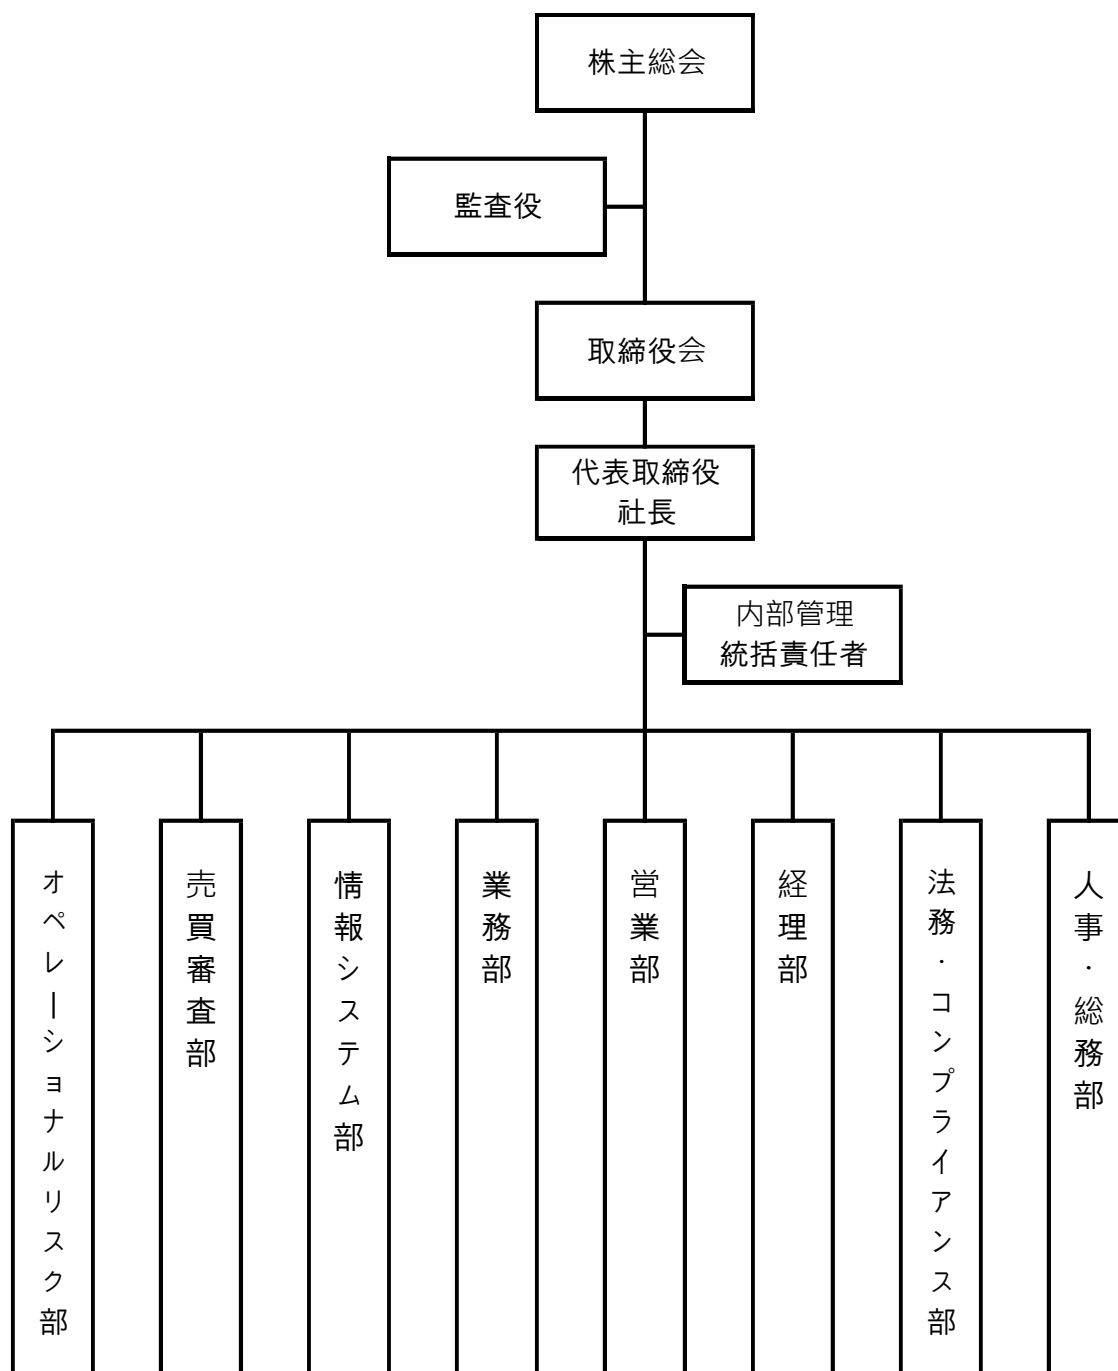 株主総会
監査役
取締役会
代表取締役
社長
内部管理
統括責任者
オペレーショナルリスク部
売買審査部
情報システム部
業務部
営業部
経理部
法務・コンプライアンス部
人事・総務部